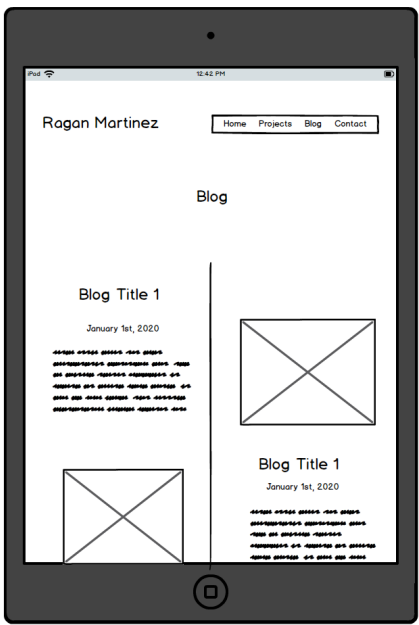 iPad
12:42 PM
Ragan Martinez
Home Projects Blog Contact
Blog
Blog Title 1
January 1st, 2020
Blog Title 1
January 1st, 2020